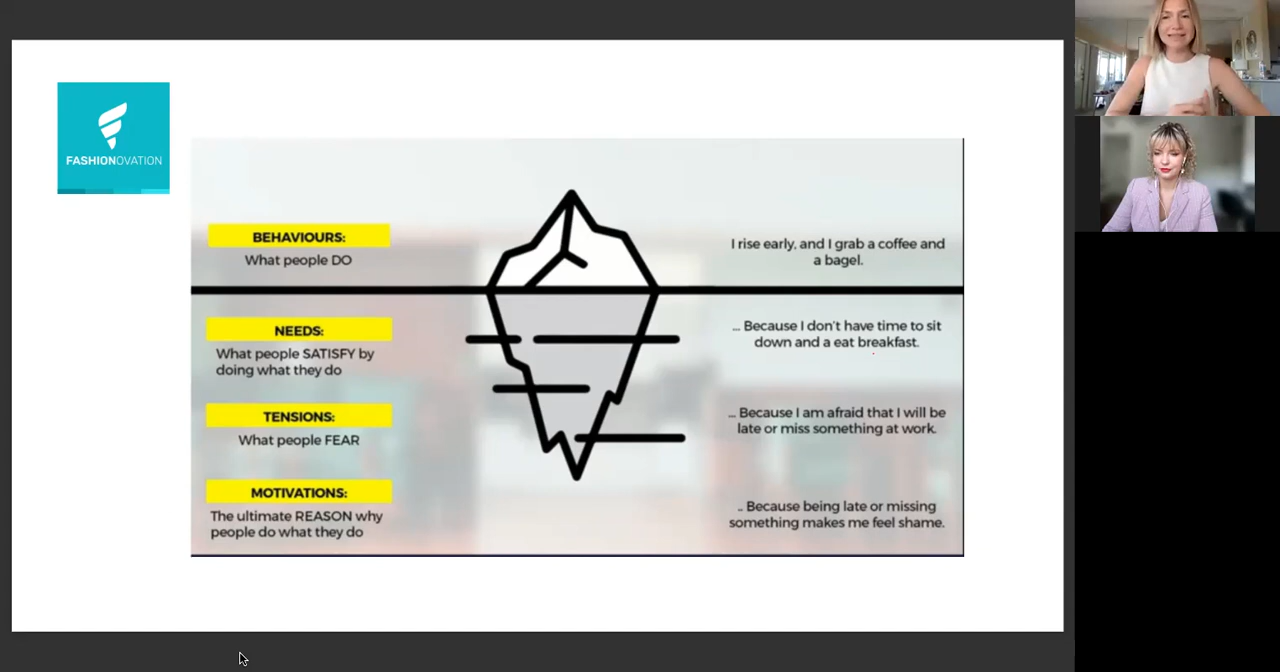 FASHIONOVATION
BEHAVIOURS:
What people DO
I rise early, and I grab a coffee and
a bagel.
NEEDS:
What people SATISFY by
doing what they do
... Because I don't have time to sit
down and a eat breakfast.
TENSIONS:
What people FEAR
... Because I am afraid that I will be
late or miss something at work.
MOTIVATIONS:
The ultimate REASON why
people do what they do
.. Because being late or missing
something makes me feel shame.